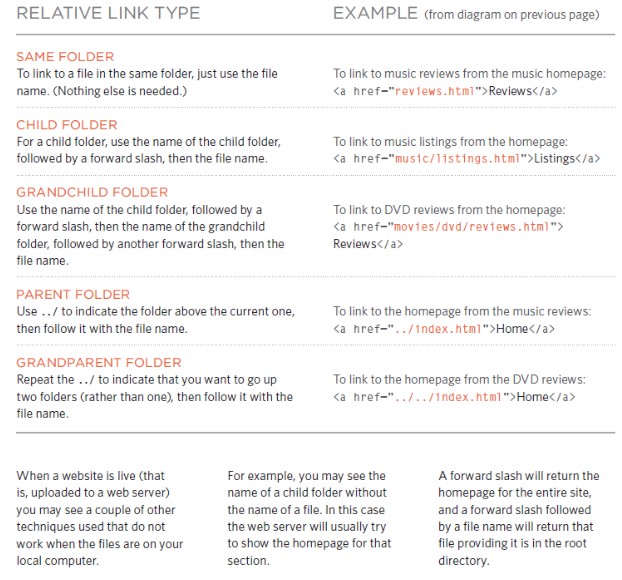 RELATIVE LINK TYPE
EXAMPLE (from diagram on previous page)
SAME FOLDER
To link to a file in the same folder, just use the file
name. (Nothing else is needed.)
To link to music reviews from the music homepage:
<a href="reviews.html">Reviews</a>
CHILD FOLDER
For a child folder, use the name of the child folder,
followed by a forward slash, then the file name.
To link to music listings from the homepage:
<a href="music/listings.html">Listings</a>
GRANDCHILD FOLDER
Use the name of the child folder, followed by a
forward slash, then the name of the grandchild
folder, followed by another forward slash, then the
file name.
To link to DVD reviews from the homepage:
<a href="movies/dvd/reviews.html">
Reviews</a>
PARENT FOLDER
Use ../ to indicate the folder above the current one,
then follow it with the file name.
To link to the homepage from the music reviews:
<a href="../index.html">Home</a>
GRANDPARENT FOLDER
Repeat the ../ to indicate that you want to go up
two folders (rather than one), then follow it with the
file name.
To link to the homepage from the DVD reviews:
<a href="../../index.html">Home</a>
When a website is live (that
is, uploaded to a web server)
you may see a couple of other
techniques used that do not
work when the files are on your
local computer.
For example, you may see the
name of a child folder without
the name of a file. In this case
the web server will usually try
to show the homepage for that
section.
A forward slash will return the
homepage for the entire site,
and a forward slash followed
by a file name will return that
file providing it is in the root
directory.